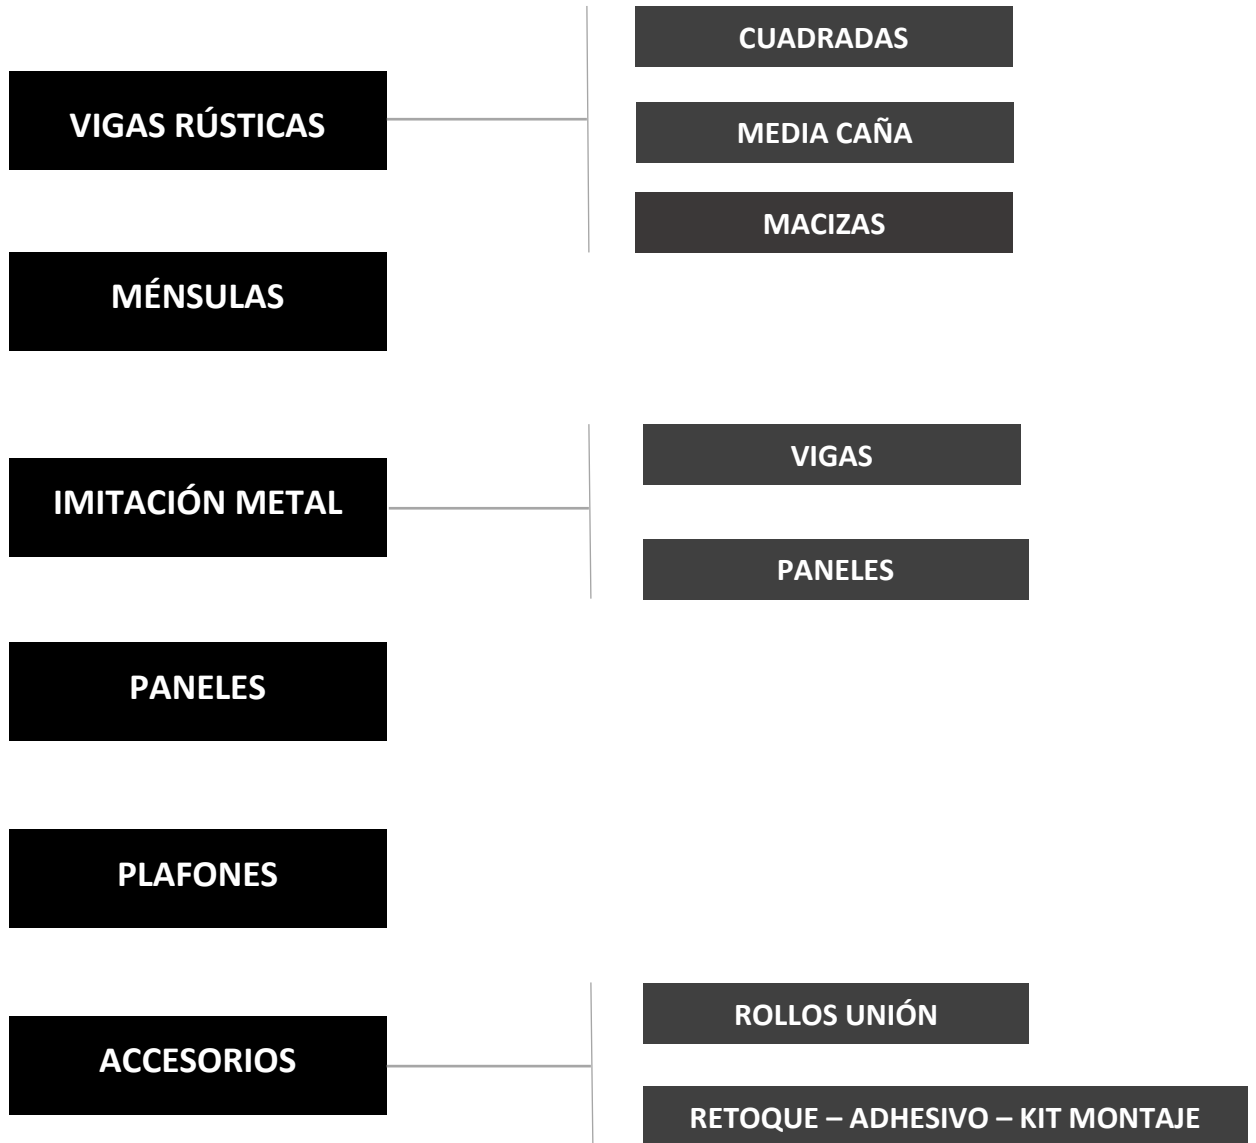 VIGAS RÚSTICAS
CUADRADAS
MEDIA CAÑA
MACIZAS
MÉNSULAS
IMITACIÓN METAL
VIGAS
PANELES
PANELES
PLAFONES
ACCESORIOS
ROLLOS UNIÓN
RETOQUE – ADHESIVO – KIT MONTAJE